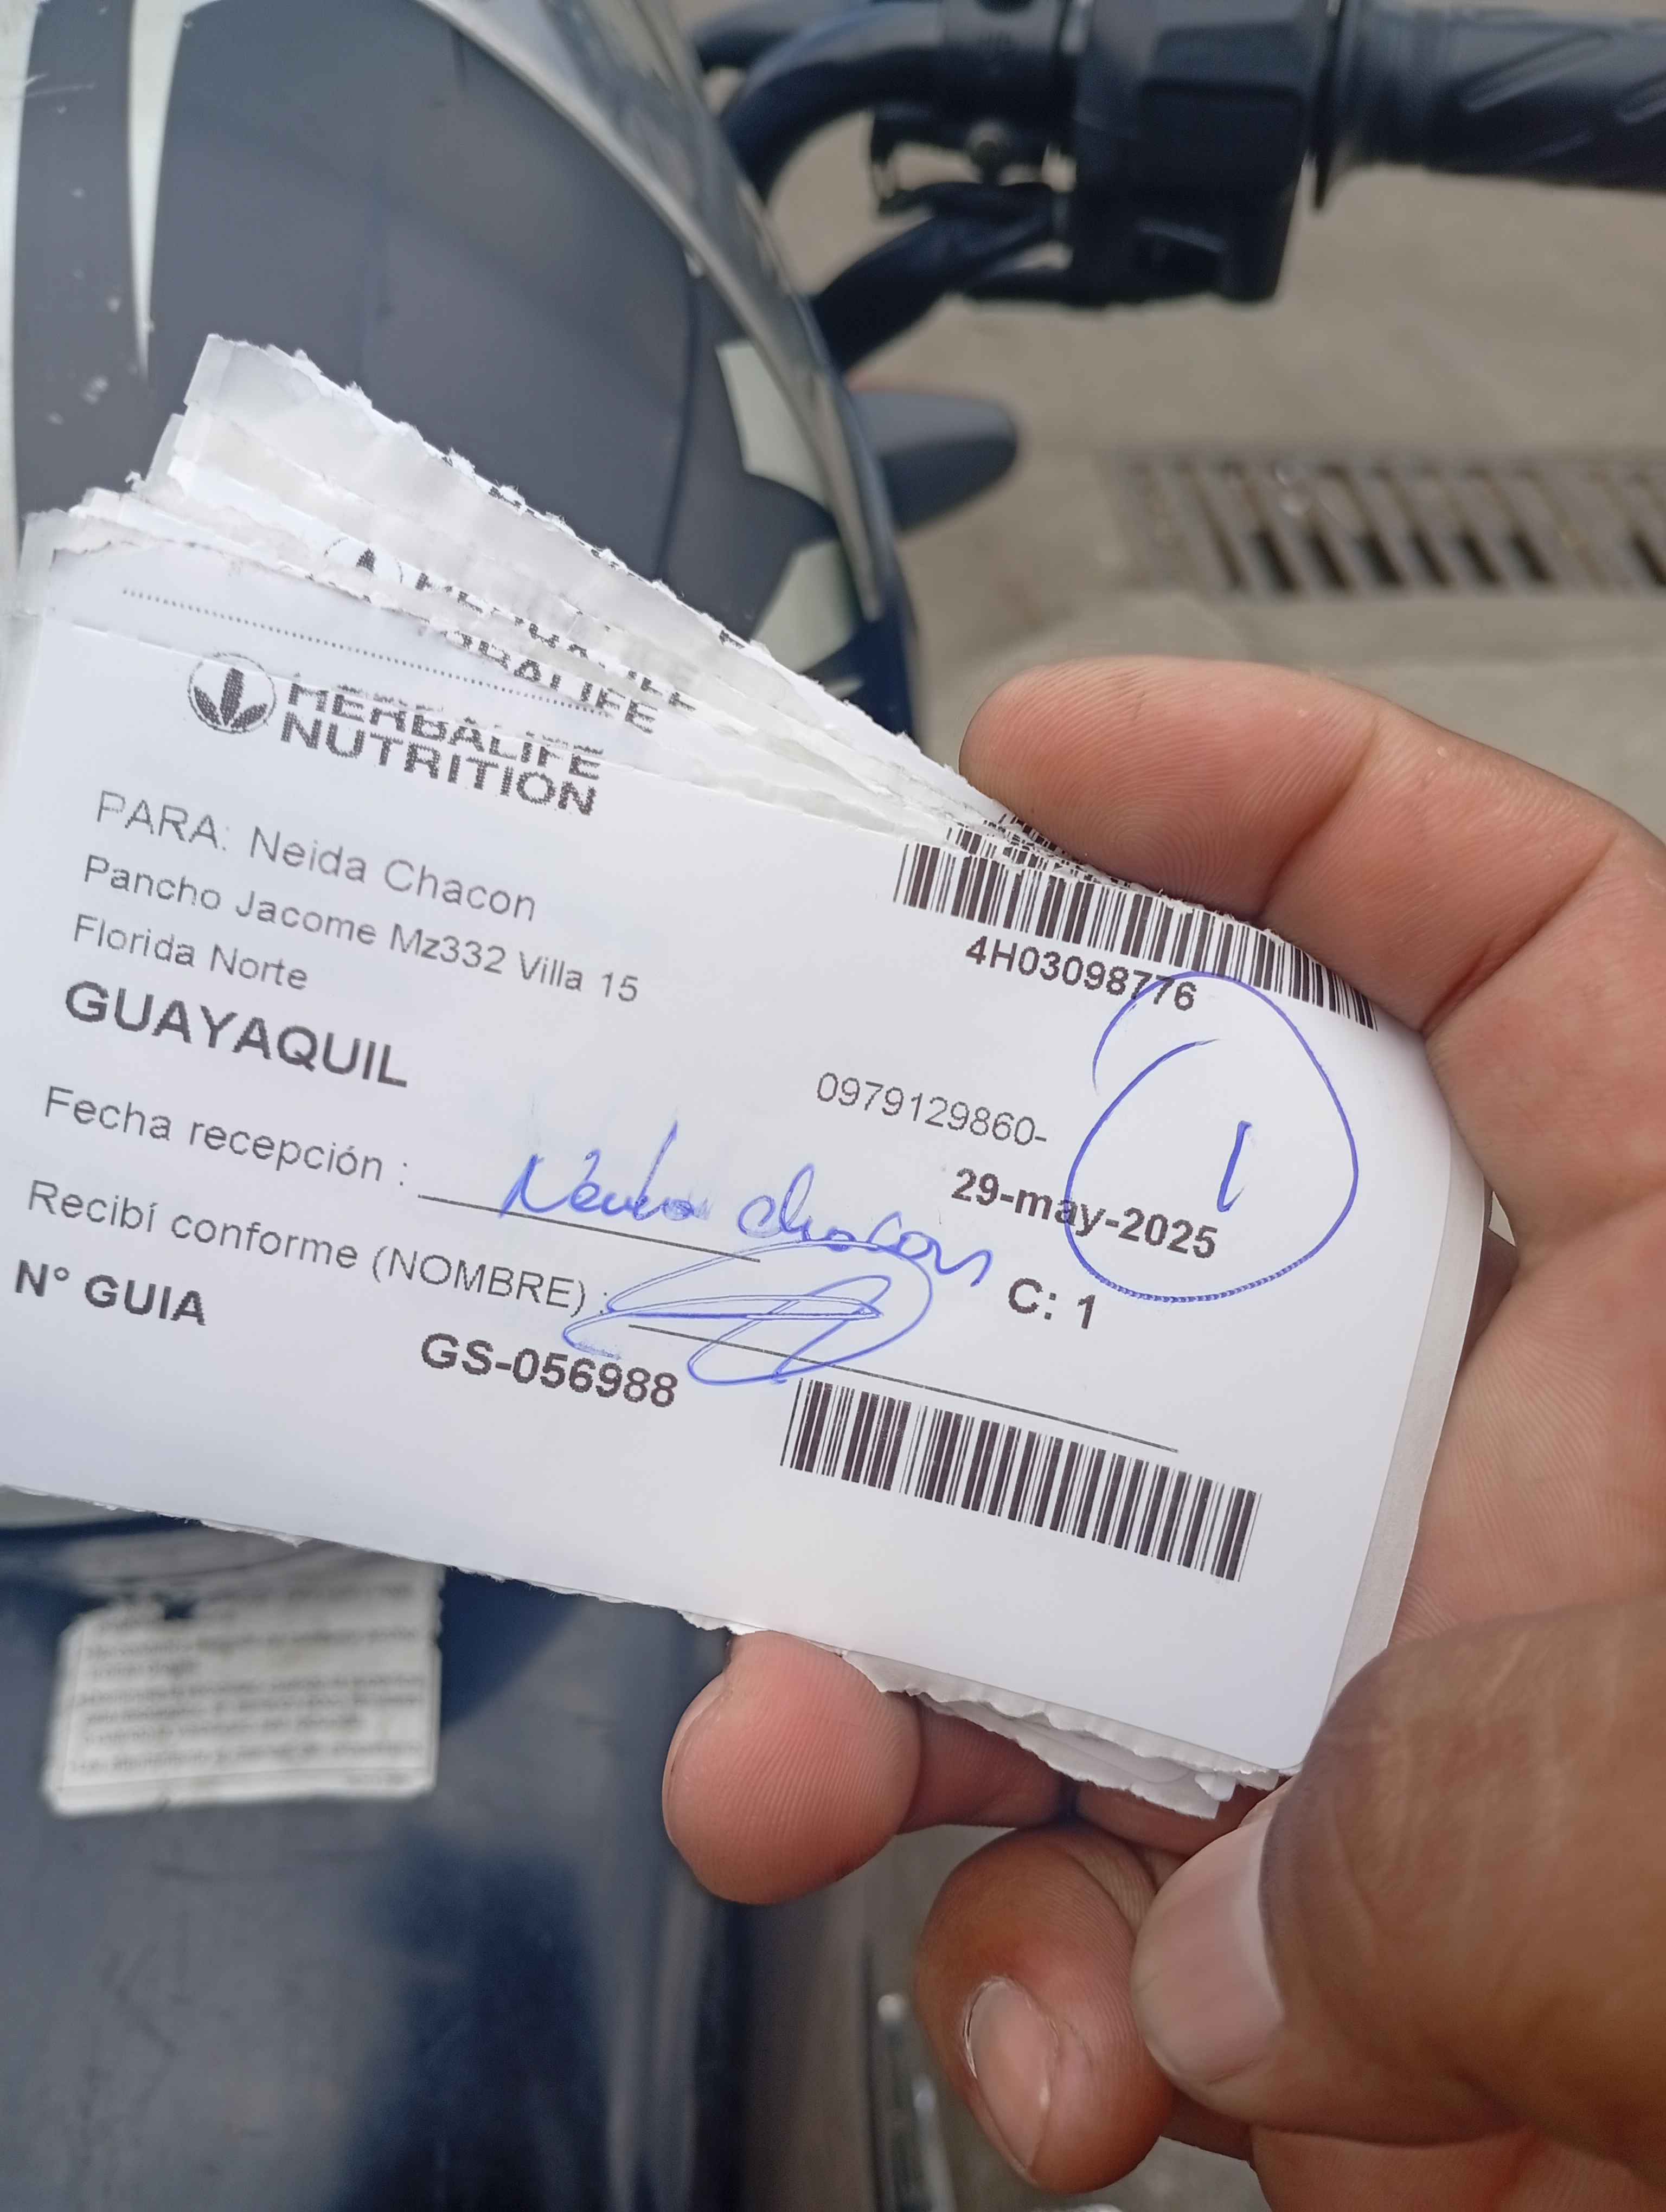 HERBALIFE
NUTRITION
PARA: Neida Chacon
Pancho Jacome Mz332 Villa 15
Florida Norte
GUAYAQUIL
4H03098776
0979129860-
29-may-2025
1
Fecha recepción :
chacon
Recibí conforme (NOMBRE) :
C: 1
N° GUIA
GS-056988